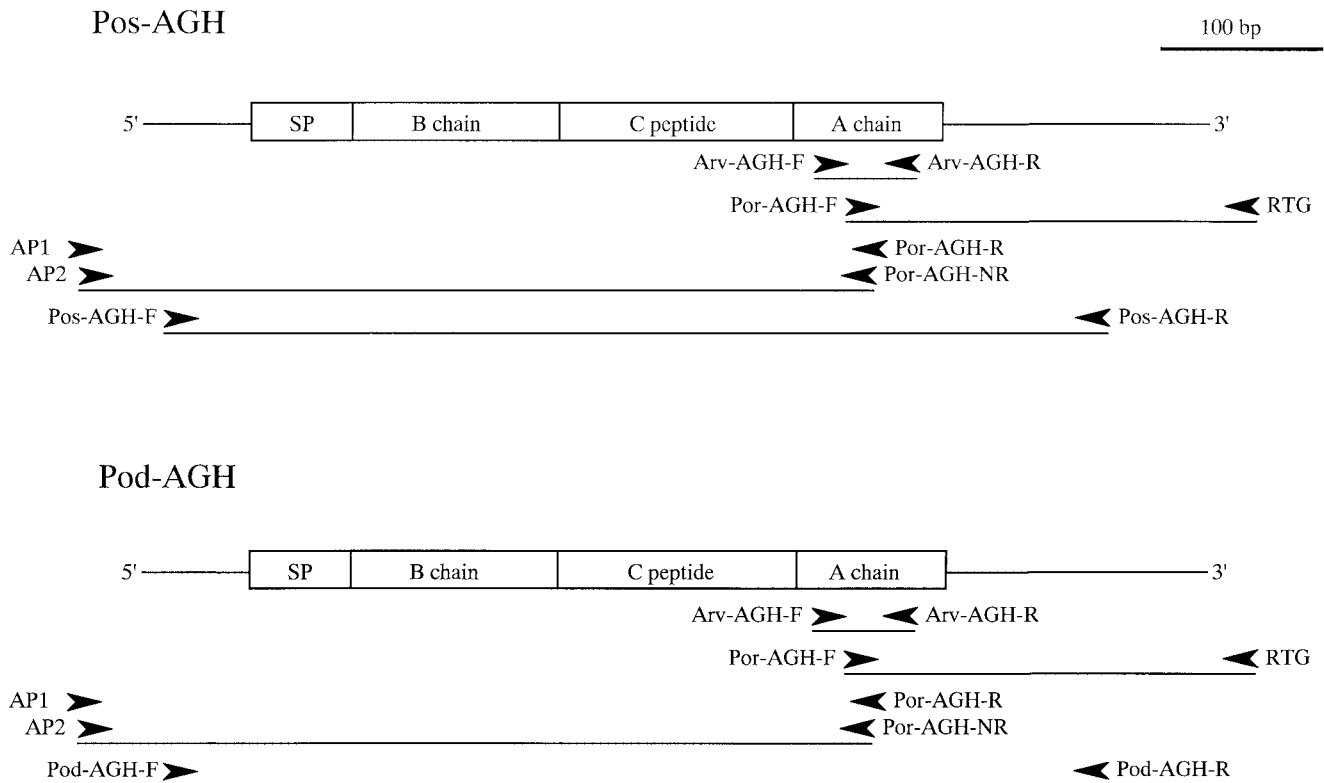 Pos-AGH
100 bp
5' SP B chain C peptide A chain 3'
Arv-AGH-F Arv-AGH-R
Por-AGH-F RTG
AP1 Por-AGH-R
AP2 Por-AGH-NR
Pos-AGH-F Pos-AGH-R
Pod-AGH
5' SP B chain C peptide A chain 3'
Arv-AGH-F Arv-AGH-R
Por-AGH-F RTG
AP1 Por-AGH-R
AP2 Por-AGH-NR
Pod-AGH-F Pod-AGH-R